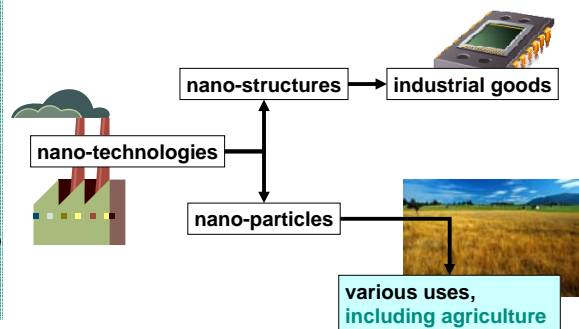 nano-structures
industrial goods
nano-technologies
nano-particles
various uses,
including agriculture